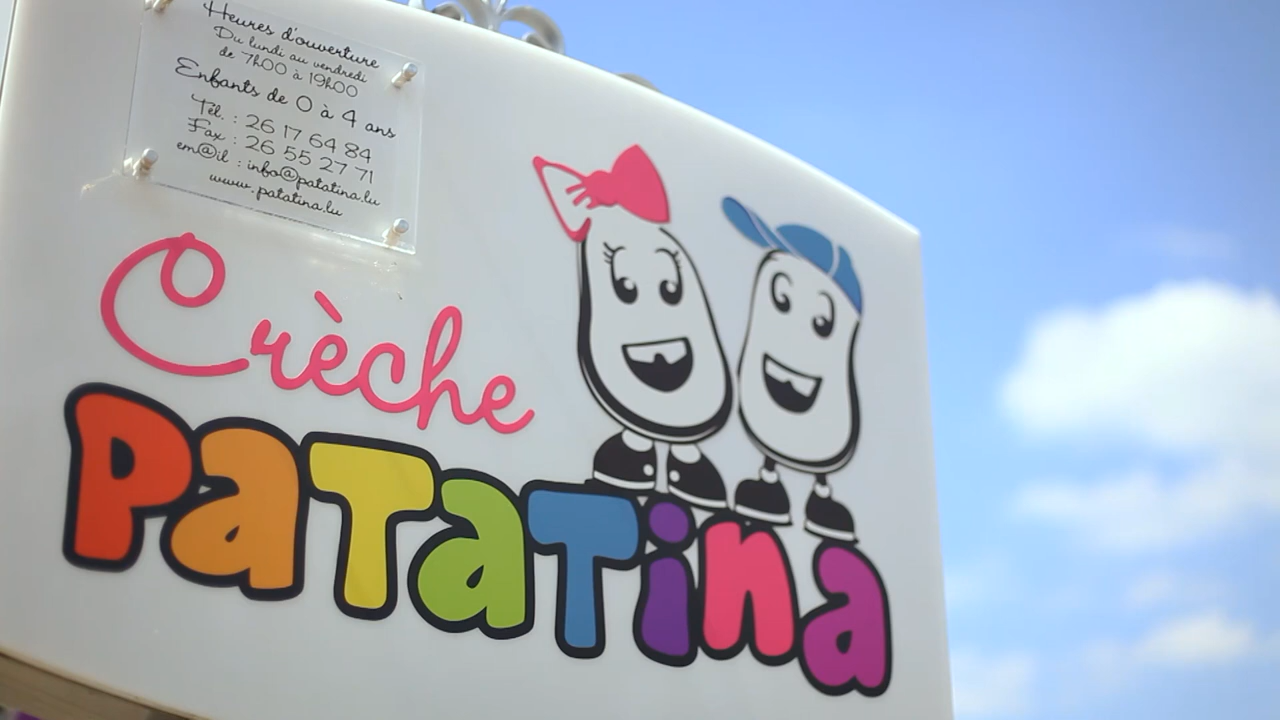 Heures d'ouverture
Du lundi au vendredi
de 7h00 à 19h00
Enfants de 0 à 4 ans
Tél. : 26 17 64 84
Fax : 26 55 27 71
em@il : info@patatina.lu
www.patatina.lu
Crèche
PaTaTina